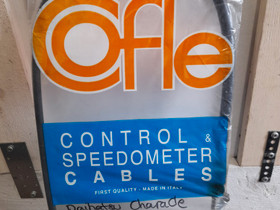 Cofle
CONTROL &
SPEEDOMETER
CABLES
FIRST QUALITY - MADE IN ITALY
Daihatsu Charade